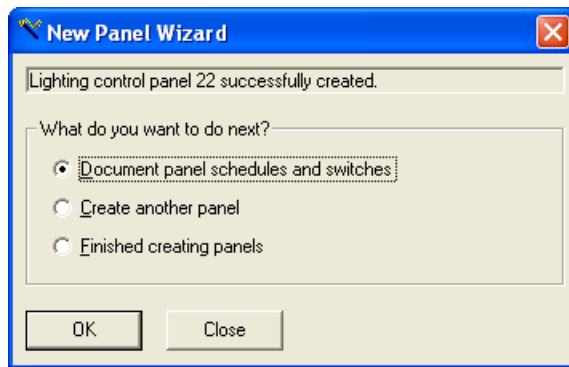 New Panel Wizard
Lighting control panel 22 successfully created.
What do you want to do next?
Document panel schedules and switches
Create another panel
Finished creating panels
OK Close